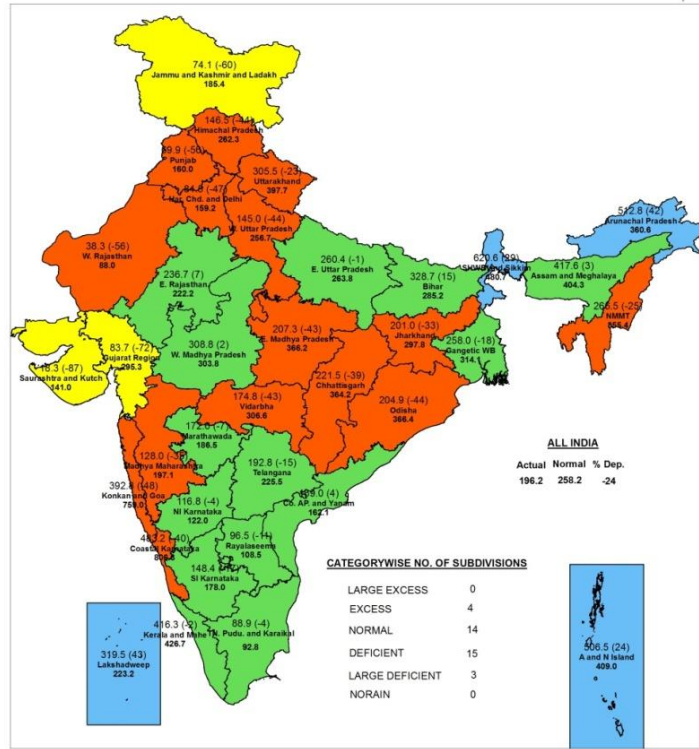 74.1 (-60)
Jammu and Kashmir and Ladakh
185.4
146.5 (-44)
Himachal Pradesh
262.3
(-56)
Punjab
160.0
305.5 (-23)
Uttarakhand
397.7
(-47)
Har. Chd. and Delhi
159.2
145.0 (-44)
W. Uttar Pradesh
256.7
38.3 (-56)
W. Rajasthan
88.0
236.7 (7)
E. Rajasthan
222.2
260.4 (-1)
E. Uttar Pradesh
263.8
328.7 (15)
Bihar
285.2
620.6 (29)
and Sikkim
512.8 (42)
Arunachal Pradesh
360.6
417.6 (3)
Assam and Meghalaya
404.3
(-25)
NMMT
18.3 (-87)
Saurashtra and Kutch
141.0
83.7 (-72)
Gujarat Region
295.3
308.8 (2)
W. Madhya Pradesh
303.8
207.3 (-43)
E. Madhya Pradesh
366.2
201.0 (-33)
Jharkhand
297.8
258.0 (-18)
Gangetic WB
314.1
174.8 (-43)
Vidarbha
306.6
221.5 (-39)
Chhattisgarh
364.2
204.9 (-44)
Odisha
366.4
(-7)
Marathawada
186.5
128.0
Madhya Maharashtra
197.1
192.8 (-15)
Telangana
225.5
(-48)
Konkan and Goa
759.0
116.8 (-4)
NI Karnataka
122.0
(4)
Co. AP. and Yanam
162.1
(-40)
Coastal Karnataka
96.5 (-11)
Rayalaseema
108.5
148.4
SI Karnataka
178.0
416.3 (-2)
Kerala and Mahe
426.7
88.9 (-4)
TN. Pudu. and Karaikal
92.8
319.5 (43)
Lakshadweep
223.2
506.5 (24)
A and N Island
409.0
ALL INDIA
Actual Normal % Dep.
196.2 258.2 -24
CATEGORYWISE NO. OF SUBDIVISIONS
LARGE EXCESS 0
EXCESS 4
NORMAL 14
DEFICIENT 15
LARGE DEFICIENT 3
NORAIN 0